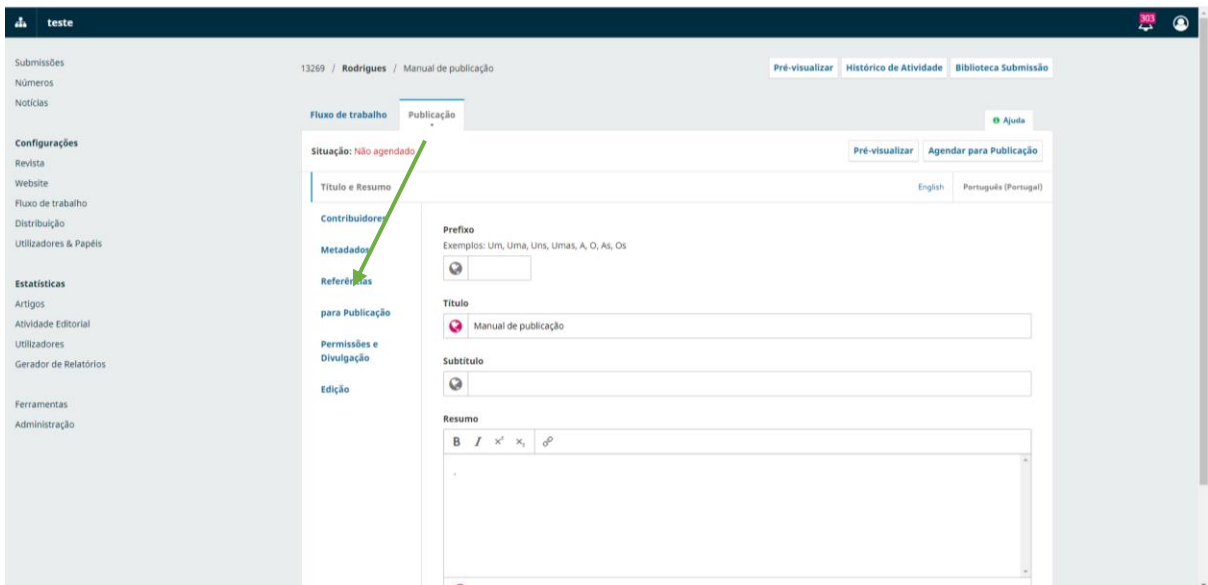 teste
303
Submissões
Números
Notícias
Configurações
Revista
Website
Fluxo de trabalho
Distribuição
Utilizadores & Papéis
Estatísticas
Artigos
Atividade Editorial
Utilizadores
Gerador de Relatórios
Ferramentas
Administração
13269 / Rodrigues / Manual de publicação
Pré-visualizar Histórico de Atividade Biblioteca Submissão
Fluxo de trabalho Publicação
Ajuda
Situação: Não agendado
Pré-visualizar Agendar para Publicação
Título e Resumo
English Português (Portugal)
Contribuidores
Metadados
Referências
para Publicação
Permissões e
Divulgação
Edição
Prefixo
Exemplos: Um, Uma, Uns, Umas, A, O, As, Os
Título
Manual de publicação
Subtítulo
Resumo
B I x² x₁
.